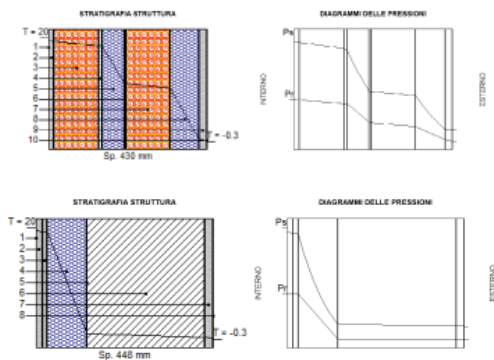 STRATIGRAFIA STRUTTURA
DIAGRAMMI DELLE PRESSIONI
T = 20
1
2
3
4
5
6
7
8
9
10
T = -0.3
Sp. 430 mm
INTERNO
Ps
Pr
ESTERNO
STRATIGRAFIA STRUTTURA
DIAGRAMMI DELLE PRESSIONI
T = 20
1
2
3
4
5
6
7
8
T = -0.3
Sp. 448 mm
INTERNO
Ps
Pr
ESTERNO